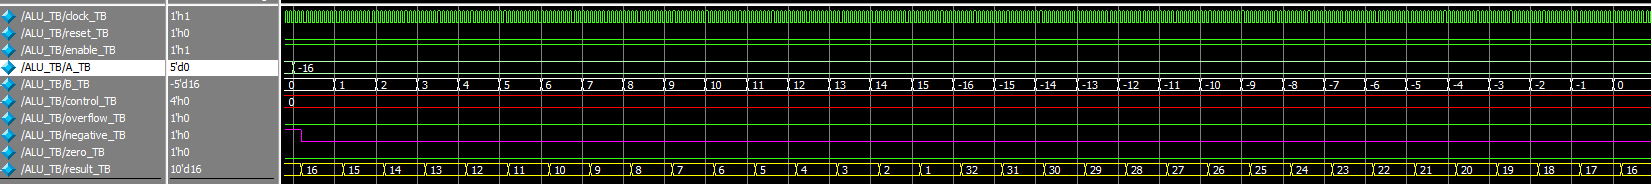 /ALU_TB/clock_TB 1'h1
/ALU_TB/reset_TB 1'h0
/ALU_TB/enable_TB 1'h1
/ALU_TB/A_TB 5'd0 -16
/ALU_TB/B_TB -5'd16 0 1 2 3 4 5 6 7 8 9 10 11 12 13 14 15 -16 -15 -14 -13 -12 -11 -10 -9 -8 -7 -6 -5 -4 -3 -2 -1 0
/ALU_TB/control_TB 4'h0 0
/ALU_TB/overflow_TB 1'h0
/ALU_TB/negative_TB 1'h0
/ALU_TB/zero_TB 1'h0
/ALU_TB/result_TB 10'd16 16 15 14 13 12 11 10 9 8 7 6 5 4 3 2 1 32 31 30 29 28 27 26 25 24 23 22 21 20 19 18 17 16